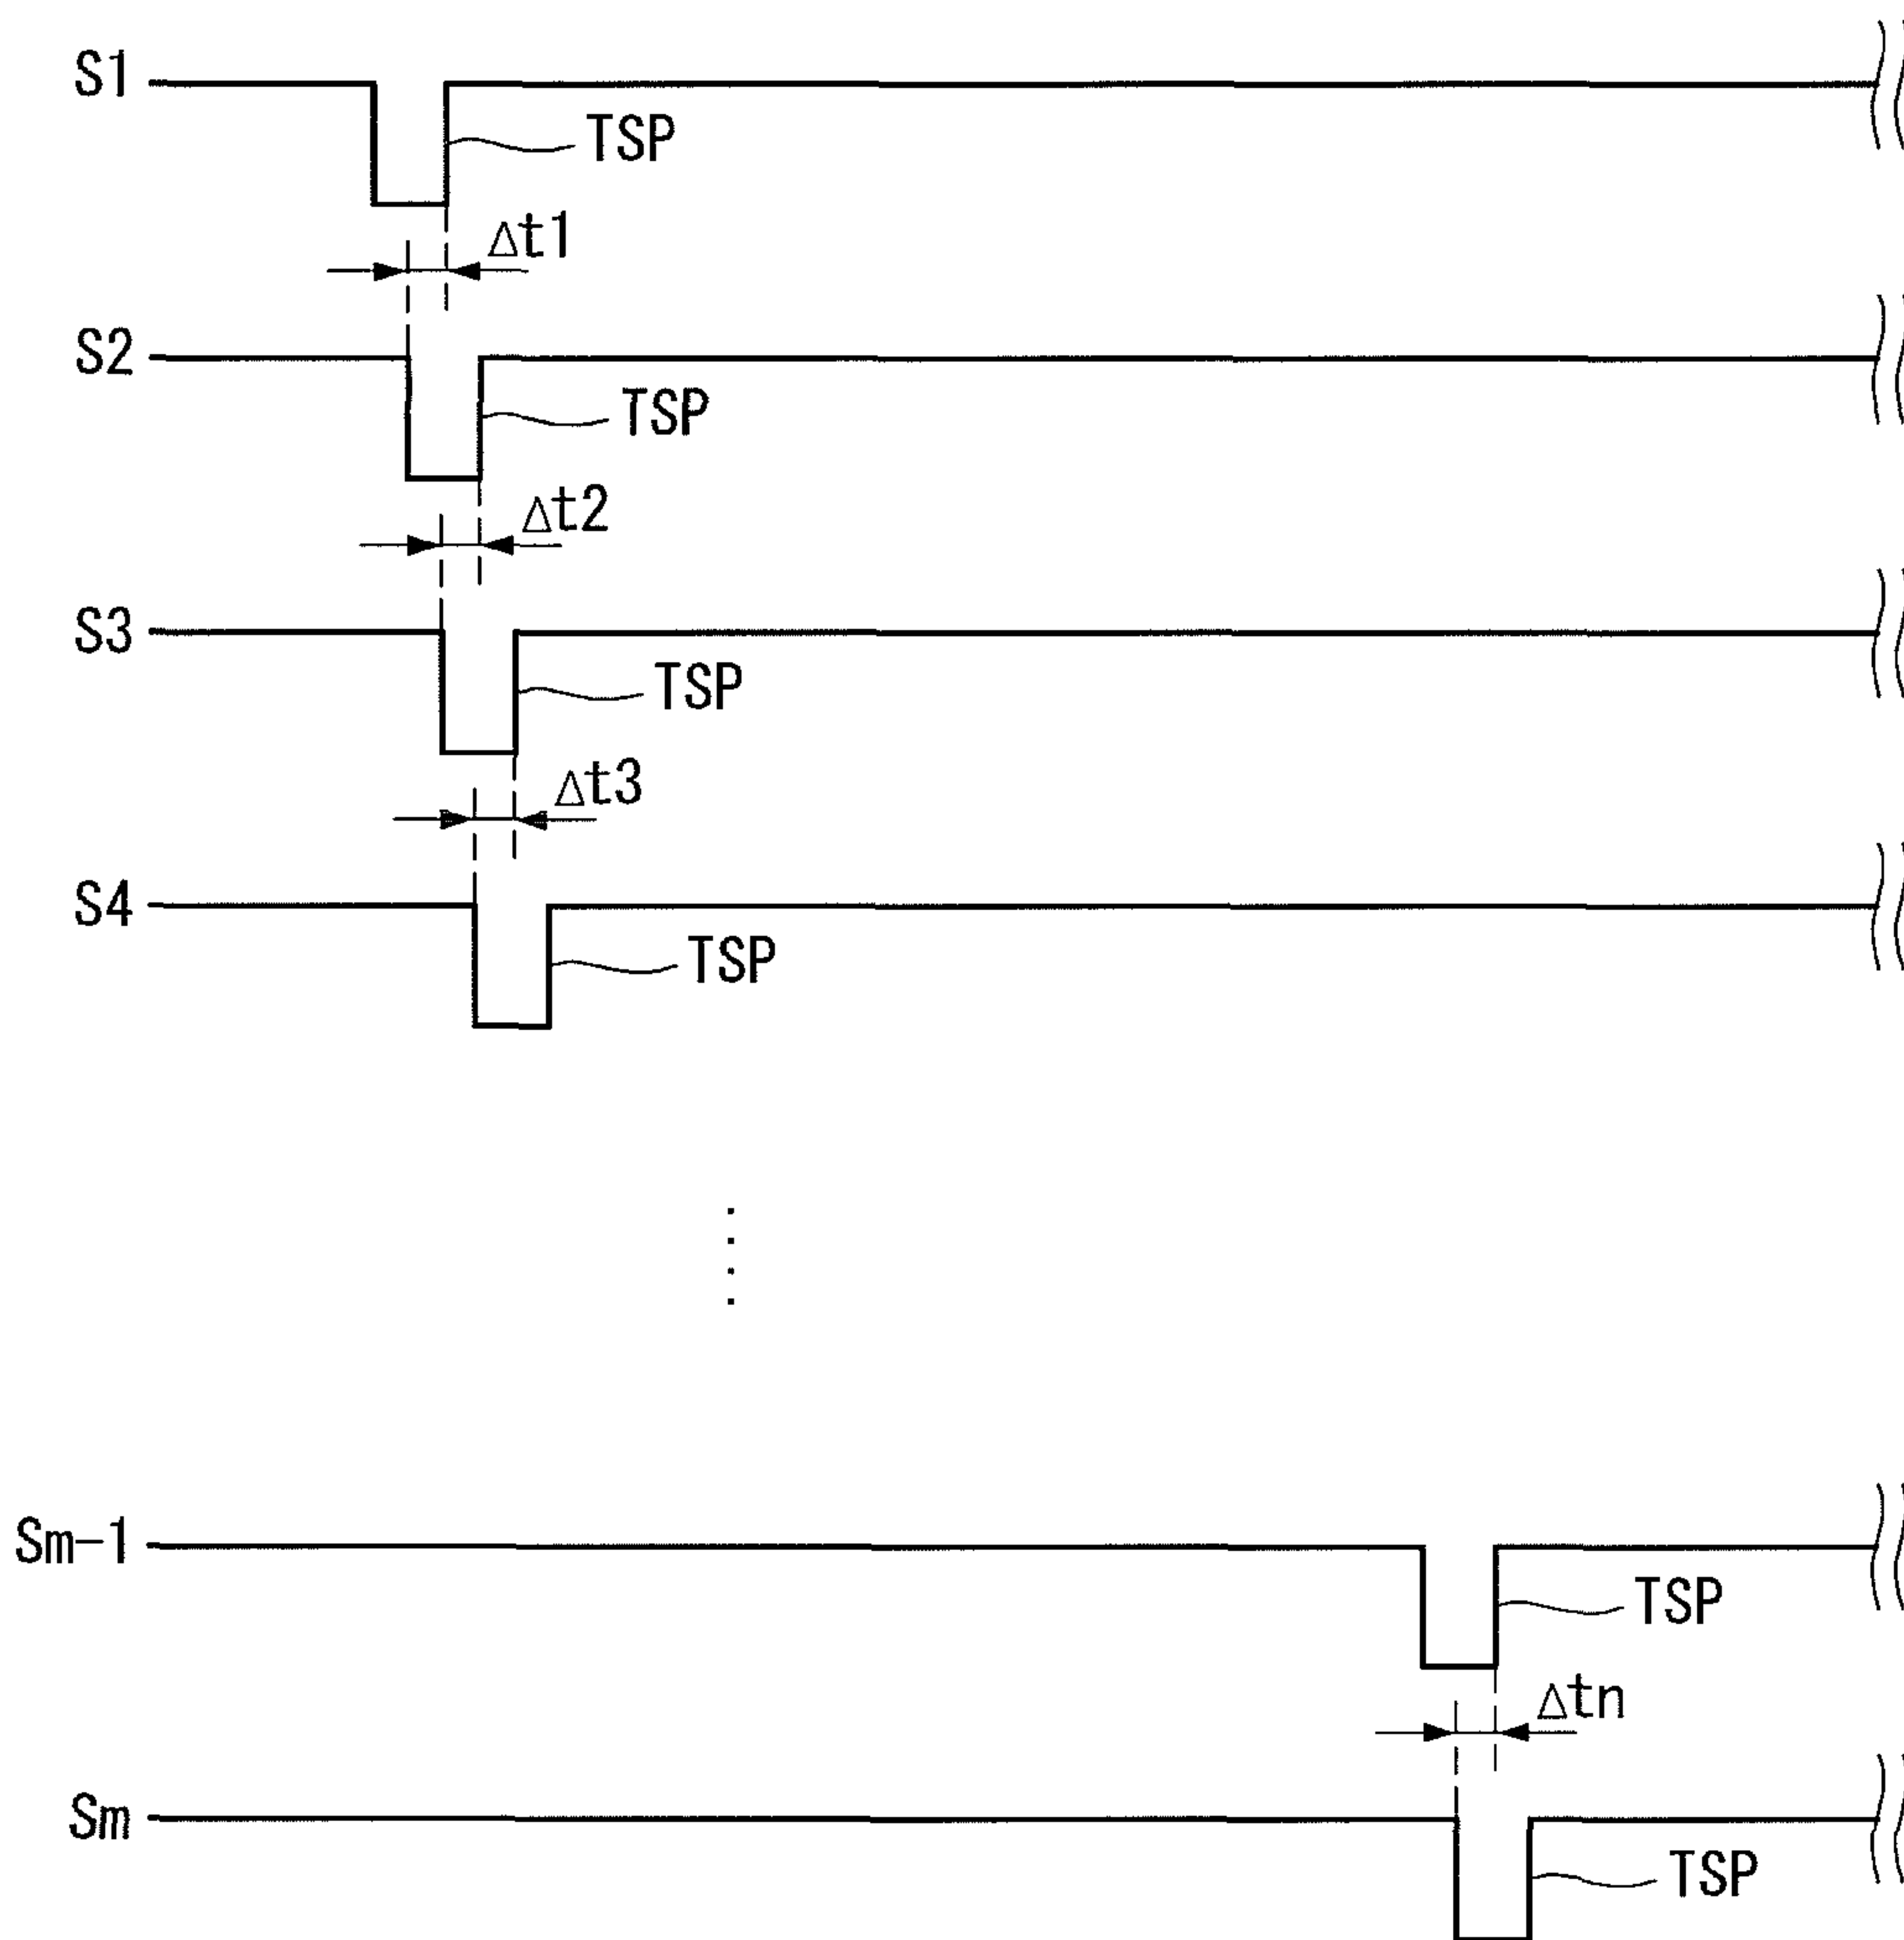 S1
TSP
Δt1
S2
TSP
Δt2
S3
TSP
Δt3
S4
TSP
Sm-1
TSP
Δtn
Sm
TSP